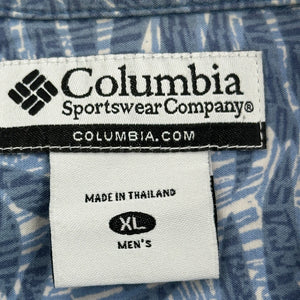 Columbia
Sportswear Company®
COLUMBIA.COM
MADE IN THAILAND
XL
MEN'S